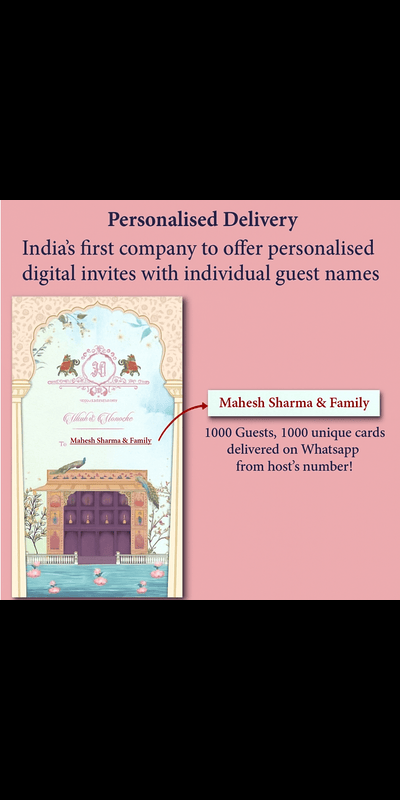 Personalised Delivery
India's first company to offer personalised
digital invites with individual guest names
To Mahesh Sharma & Family
Mahesh Sharma & Family
1000 Guests, 1000 unique cards
delivered on Whatsapp
from host's number!